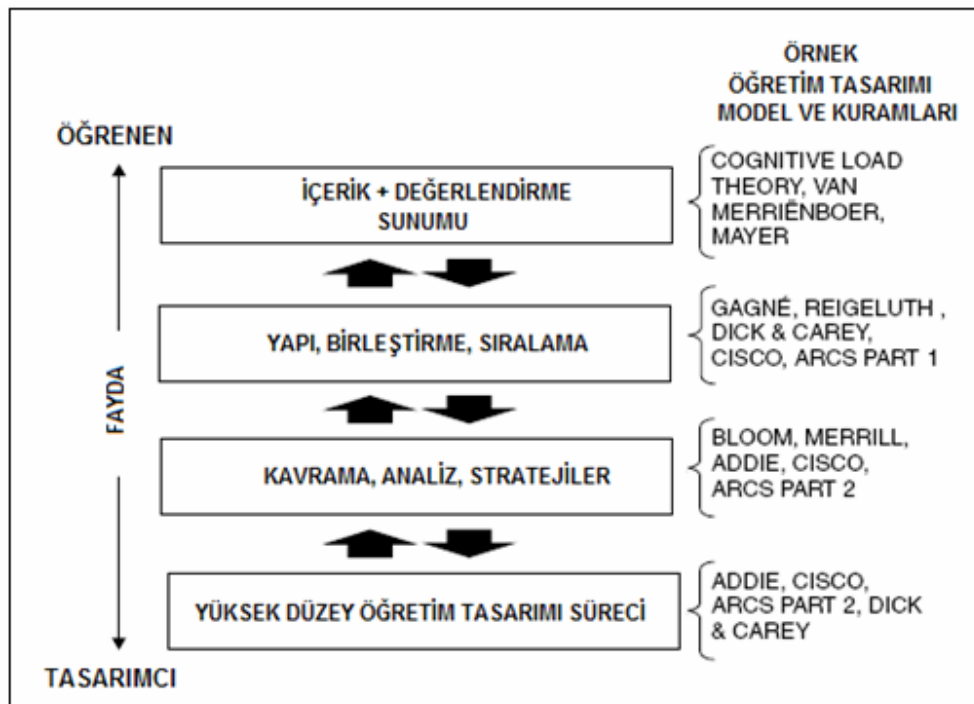 ÖRNEK
ÖĞRETİM TASARIMI
MODEL VE KURAMLARI
ÖĞRENEN
İÇERİK + DEĞERLENDİRME
SUNUMU
COGNITIVE LOAD
THEORY, VAN
MERRIËNBOER,
MAYER
YAPI, BİRLEŞTİRME, SIRALAMA
GAGNÉ, REIGELUTH ,
DICK & CAREY,
CISCO, ARCS PART 1
FAYDA
KAVRAMA, ANALİZ, STRATEJİLER
BLOOM, MERRILL,
ADDIE, CISCO,
ARCS PART 2
YÜKSEK DÜZEY ÖĞRETİM TASARIMI SÜRECİ
ADDIE, CISCO,
ARCS PART 2, DICK
& CAREY
TASARIMCI